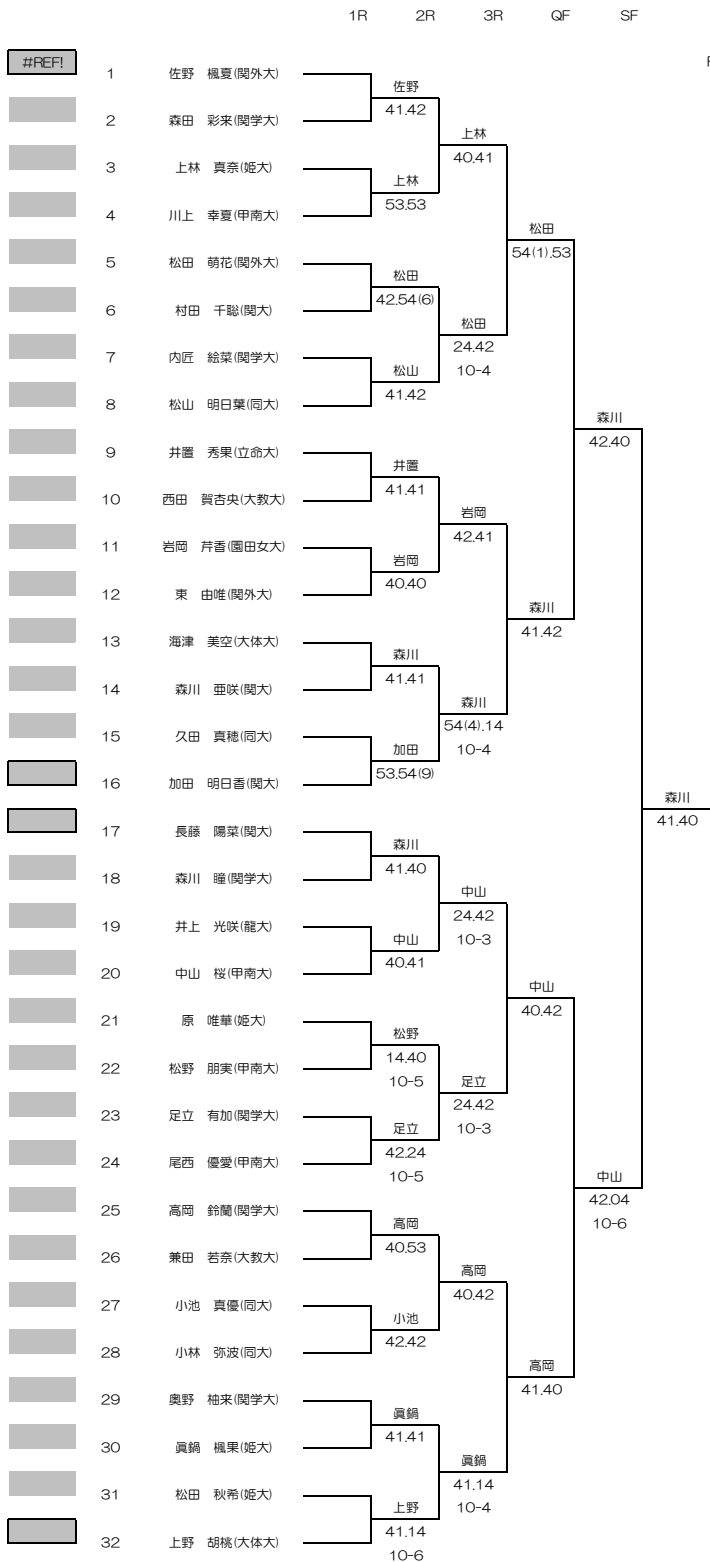 1R 2R 3R QF SF
#REF!
1 佐野 楓夏(関外大)
佐野
41.42
2 森田 彩来(関学大)
上林
40.41
3 上林 真奈(姫大)
上林
53.53
4 川上 幸夏(甲南大)
松田
54(1).53
5 松田 萌花(関外大)
松田
42.54(6)
6 村田 千聡(関大)
松田
24.42
10-4
7 内匠 絵菜(関学大)
松山
41.42
8 松山 明日葉(同大)
森川
42.40
9 井置 秀果(立命大)
井置
41.41
10 西田 賀杏央(大教大)
岩岡
42.41
11 岩岡 芹香(園田女大)
岩岡
40.40
12 東 由唯(関外大)
森川
41.42
13 海津 美空(大体大)
森川
41.41
14 森川 亜咲(関大)
森川
54(4).14
10-4
15 久田 真穂(同大)
加田
53.54(9)
16 加田 明日香(関大)
森川
41.40
17 長藤 陽菜(関大)
森川
41.40
18 森川 瞳(関学大)
中山
24.42
10-3
19 井上 光咲(龍大)
中山
40.41
20 中山 桜(甲南大)
中山
40.42
21 原 唯華(姫大)
松野
14.40
10-5
22 松野 朋実(甲南大)
足立
24.42
10-3
23 足立 有加(関学大)
足立
42.24
10-5
24 尾西 優愛(甲南大)
中山
42.04
10-6
25 高岡 鈴蘭(関学大)
高岡
40.53
26 兼田 若奈(大教大)
高岡
40.42
27 小池 真優(同大)
小池
42.42
28 小林 弥波(同大)
高岡
41.40
29 奥野 柚来(関学大)
眞鍋
41.41
30 眞鍋 楓果(姫大)
眞鍋
41.14
10-4
31 松田 秋希(姫大)
上野
41.14
10-6
32 上野 胡桃(大体大)